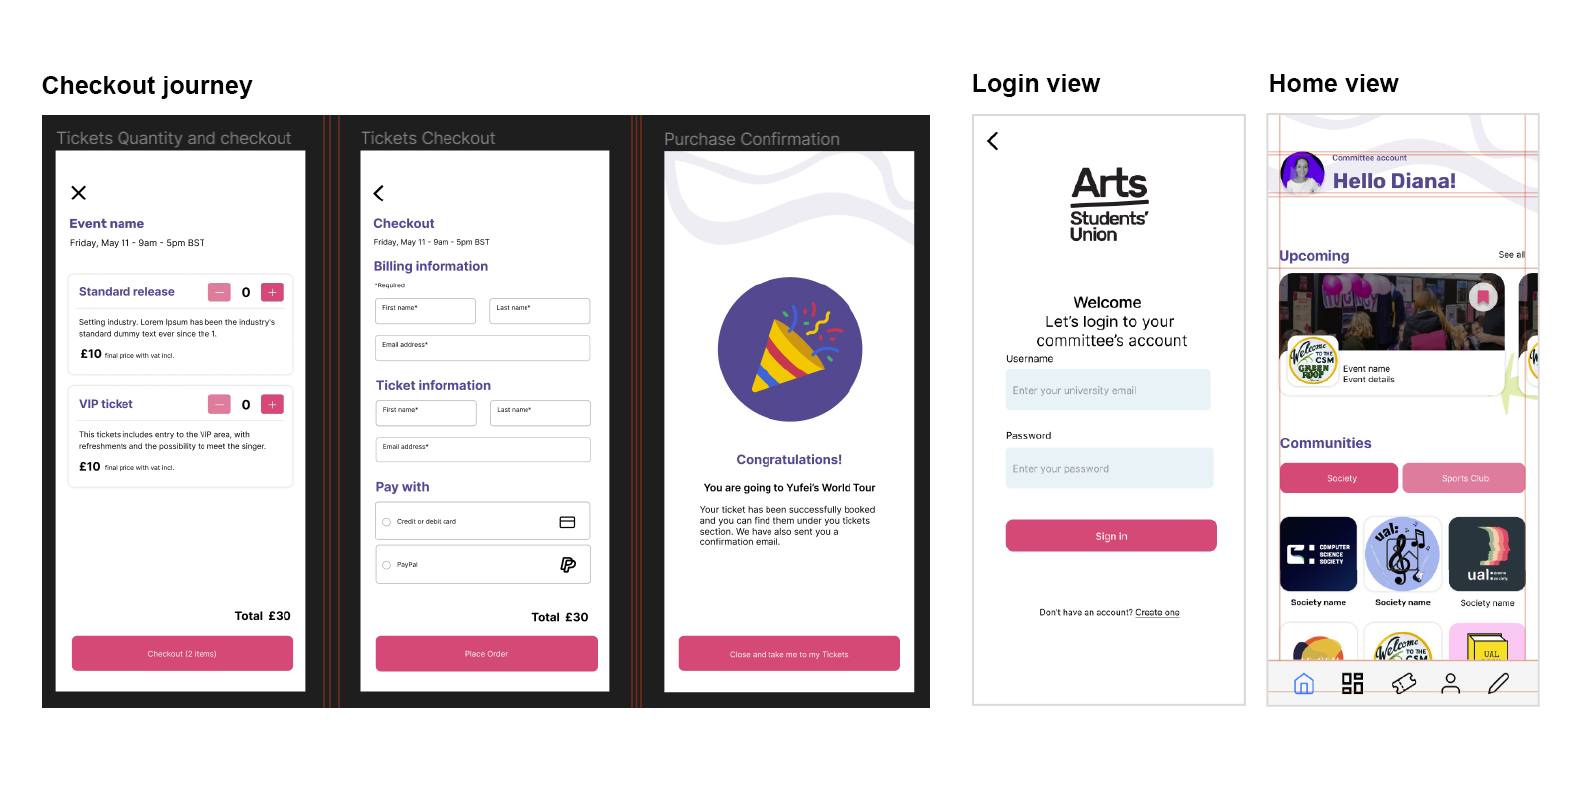 Checkout journey
Tickets Quantity and checkout
Event name
Friday, May 11 - 9am - 5pm BST
Standard release
0
Setting industry. Lorem Ipsum has been the industry's
standard dummy text ever since the 1.
£10 final price with vat incl.
VIP ticket
0
This tickets includes entry to the VIP area, with
refreshments and the possibility to meet the singer.
£10 final price with vat incl.
Total £30
Checkout (2 items)
Tickets Checkout
Checkout
Friday, May 11 - 9am - 5pm BST
Billing information
*Required
First name*
Last name*
Email address*
Ticket information
First name*
Last name*
Email address*
Pay with
Credit or debit card
PayPal
Total £30
Place Order
Purchase Confirmation
Congratulations!
You are going to Yufei's World Tour
Your ticket has been successfully booked
and you can find them under you tickets
section. We have also sent you a
confirmation email.
Close and take me to my Tickets
Login view
Arts
Students'
Union
Welcome
Let's login to your
committee's account
Username
Enter your university email
Password
Enter your password
Sign in
Don't have an account? Create one
Home view
Committee account
Hello Diana!
Upcoming
See all
Welcome
TO THE
CSM
GREEN
ROOF
Event name
Event details
Communities
Society
Sports Club
COMPUTER
SCIENCE
SOCIETY
ual:
ual:
drama
society
Society name
Society name
Society name
Welcome
TO THE
CSM
UAL